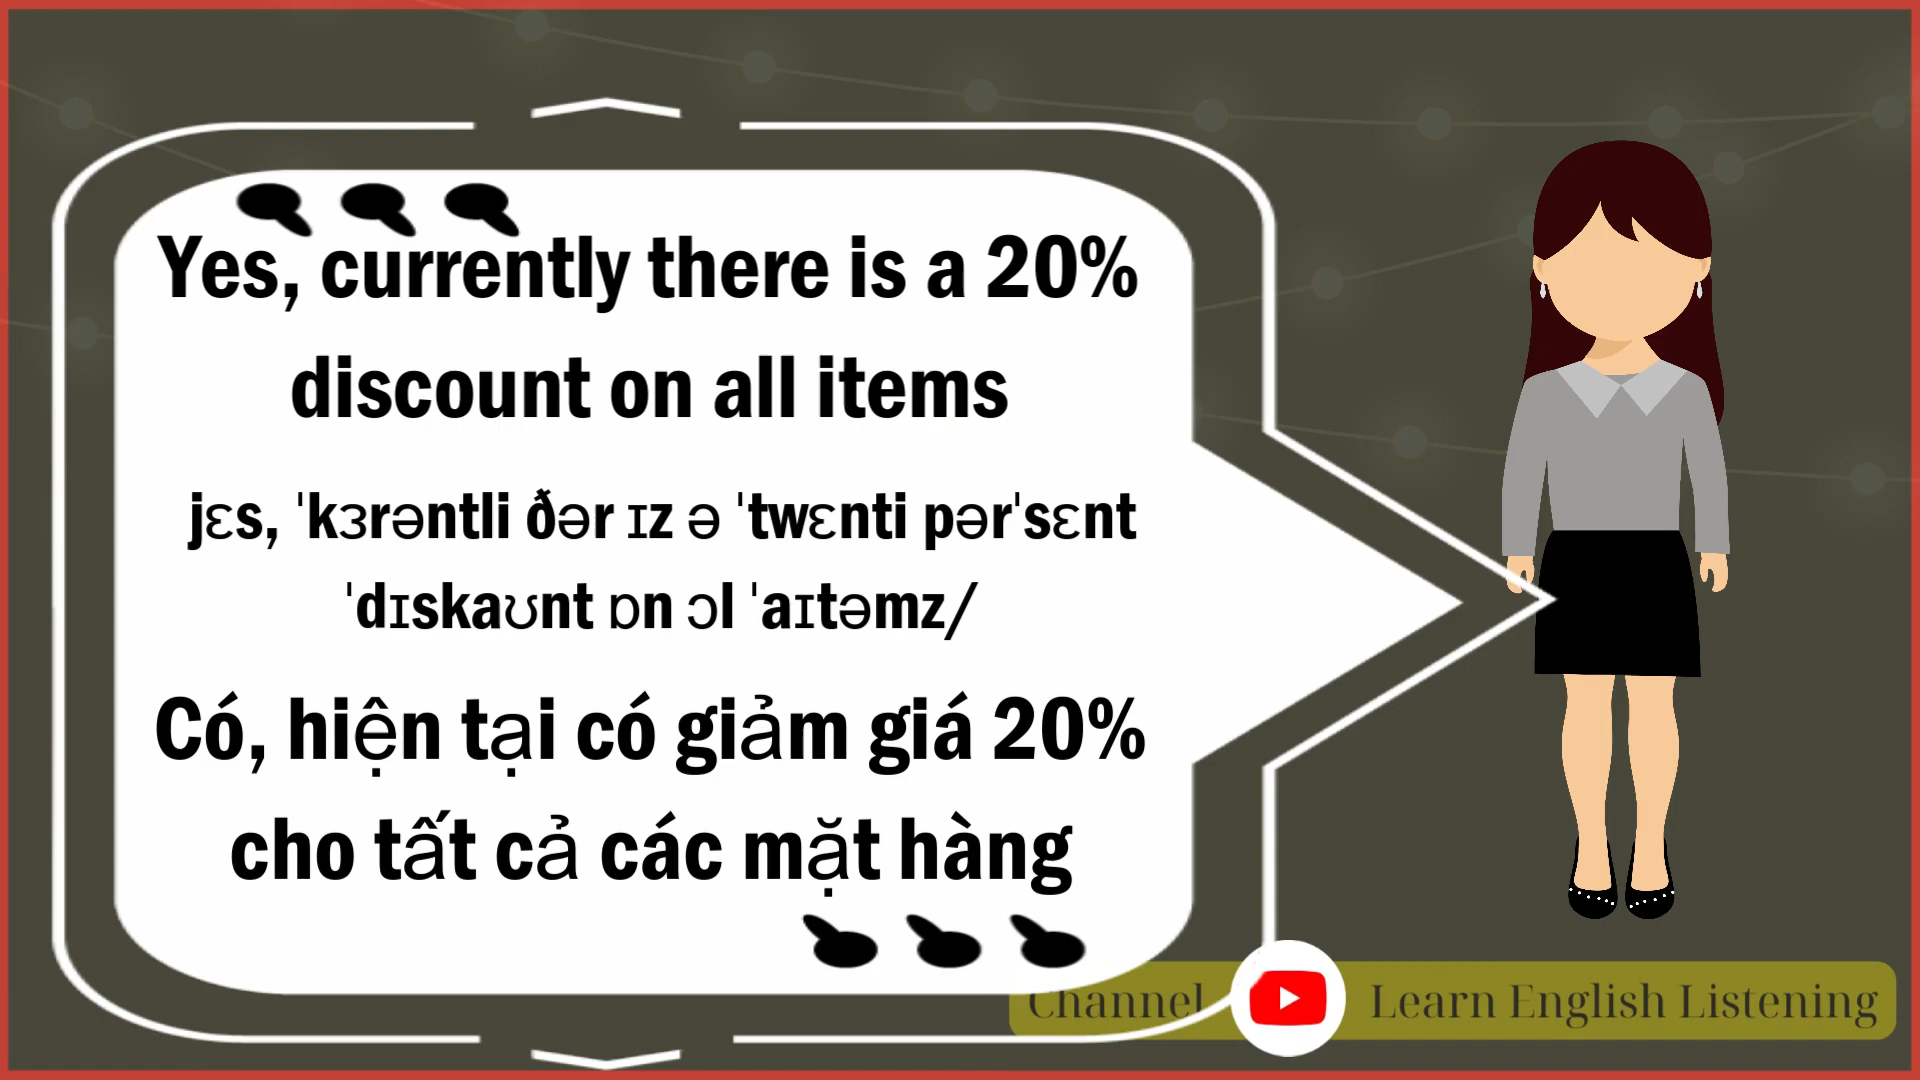 Yes, currently there is a 20%
discount on all items
jɛs, ˈkɜrəntli ðər ɪz ə ˈtwɛnti pərˈsɛnt
ˈdɪskaʊnt ɒn ɔl ˈaɪtəmz/
Có, hiện tại có giảm giá 20%
cho tất cả các mặt hàng
Channel Learn English Listening